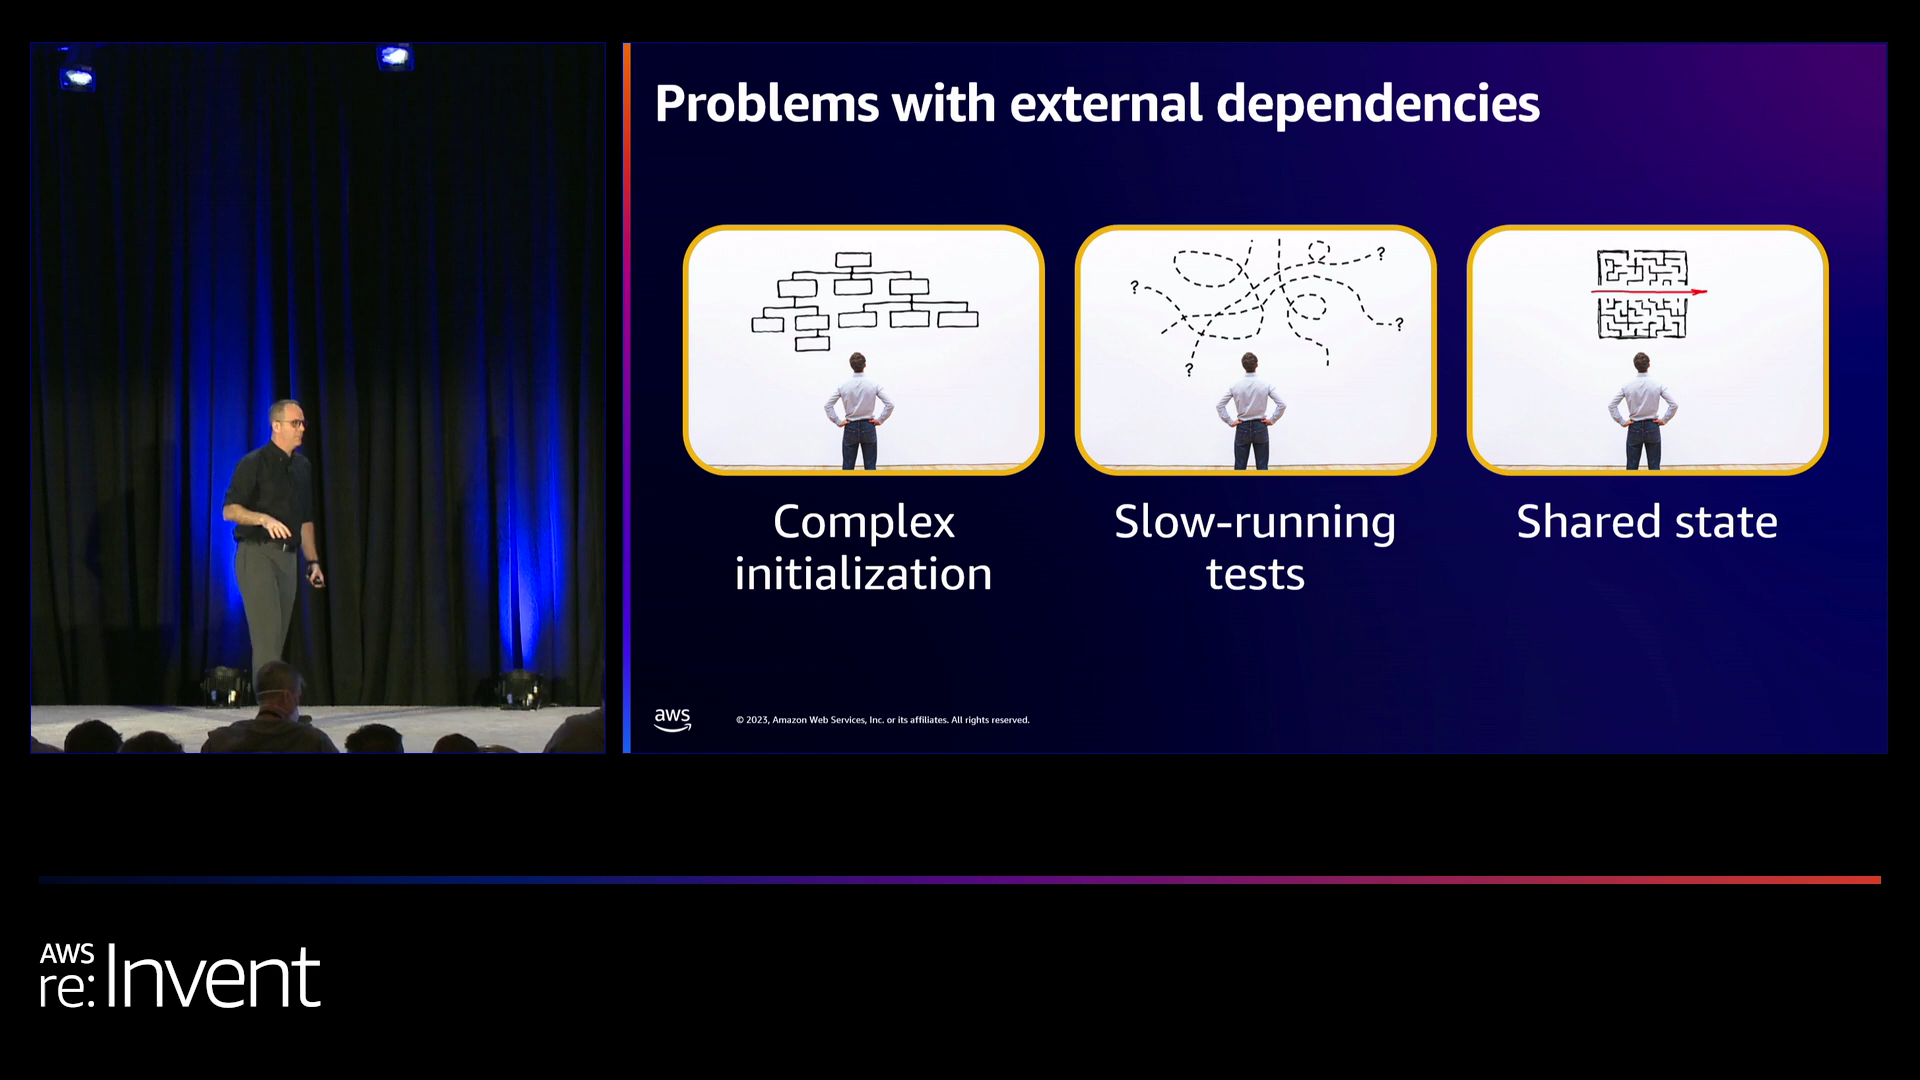 Problems with external dependencies
?
?
?
?
Complex
initialization
Slow-running
tests
Shared state
aws
© 2023, Amazon Web Services, Inc. or its affiliates. All rights reserved.
AWS
re:Invent